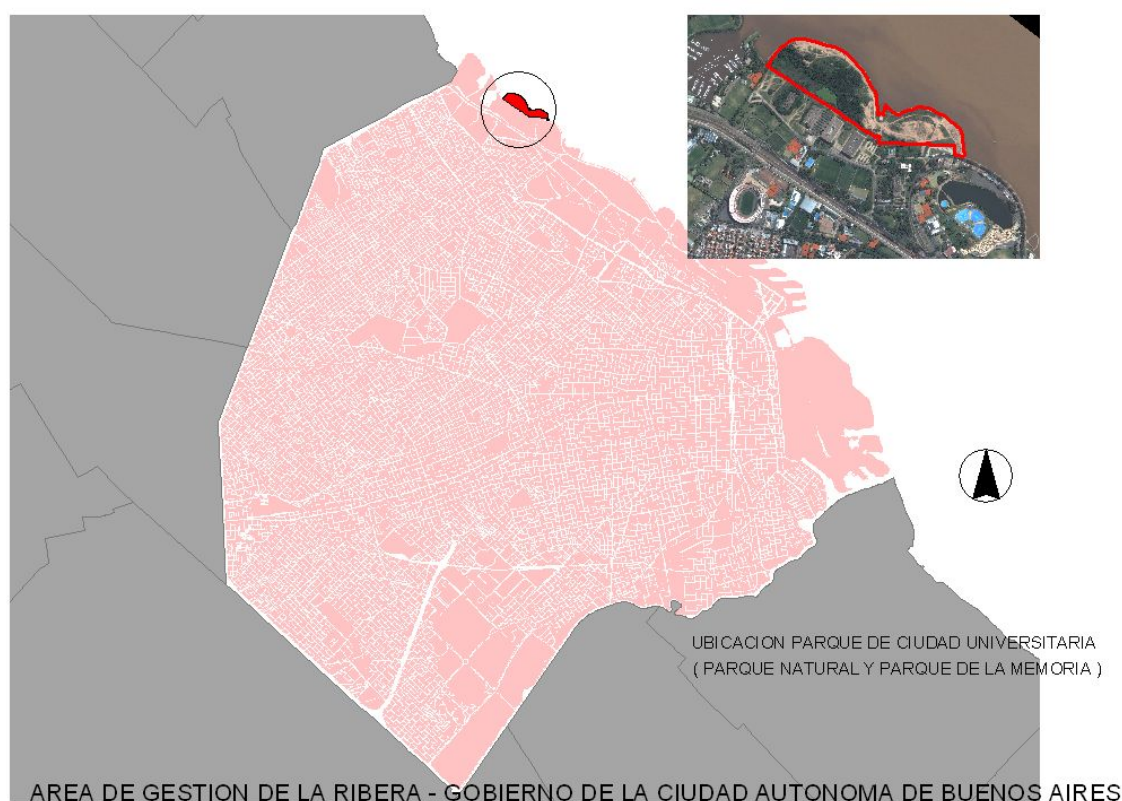 UBICACION PARQUE DE CIUDAD UNIVERSITARIA
( PARQUE NATURAL Y PARQUE DE LA MEMORIA )
AREA DE GESTION DE LA RIBERA - GOBIERNO DE LA CIUDAD AUTONOMA DE BUENOS AIRES